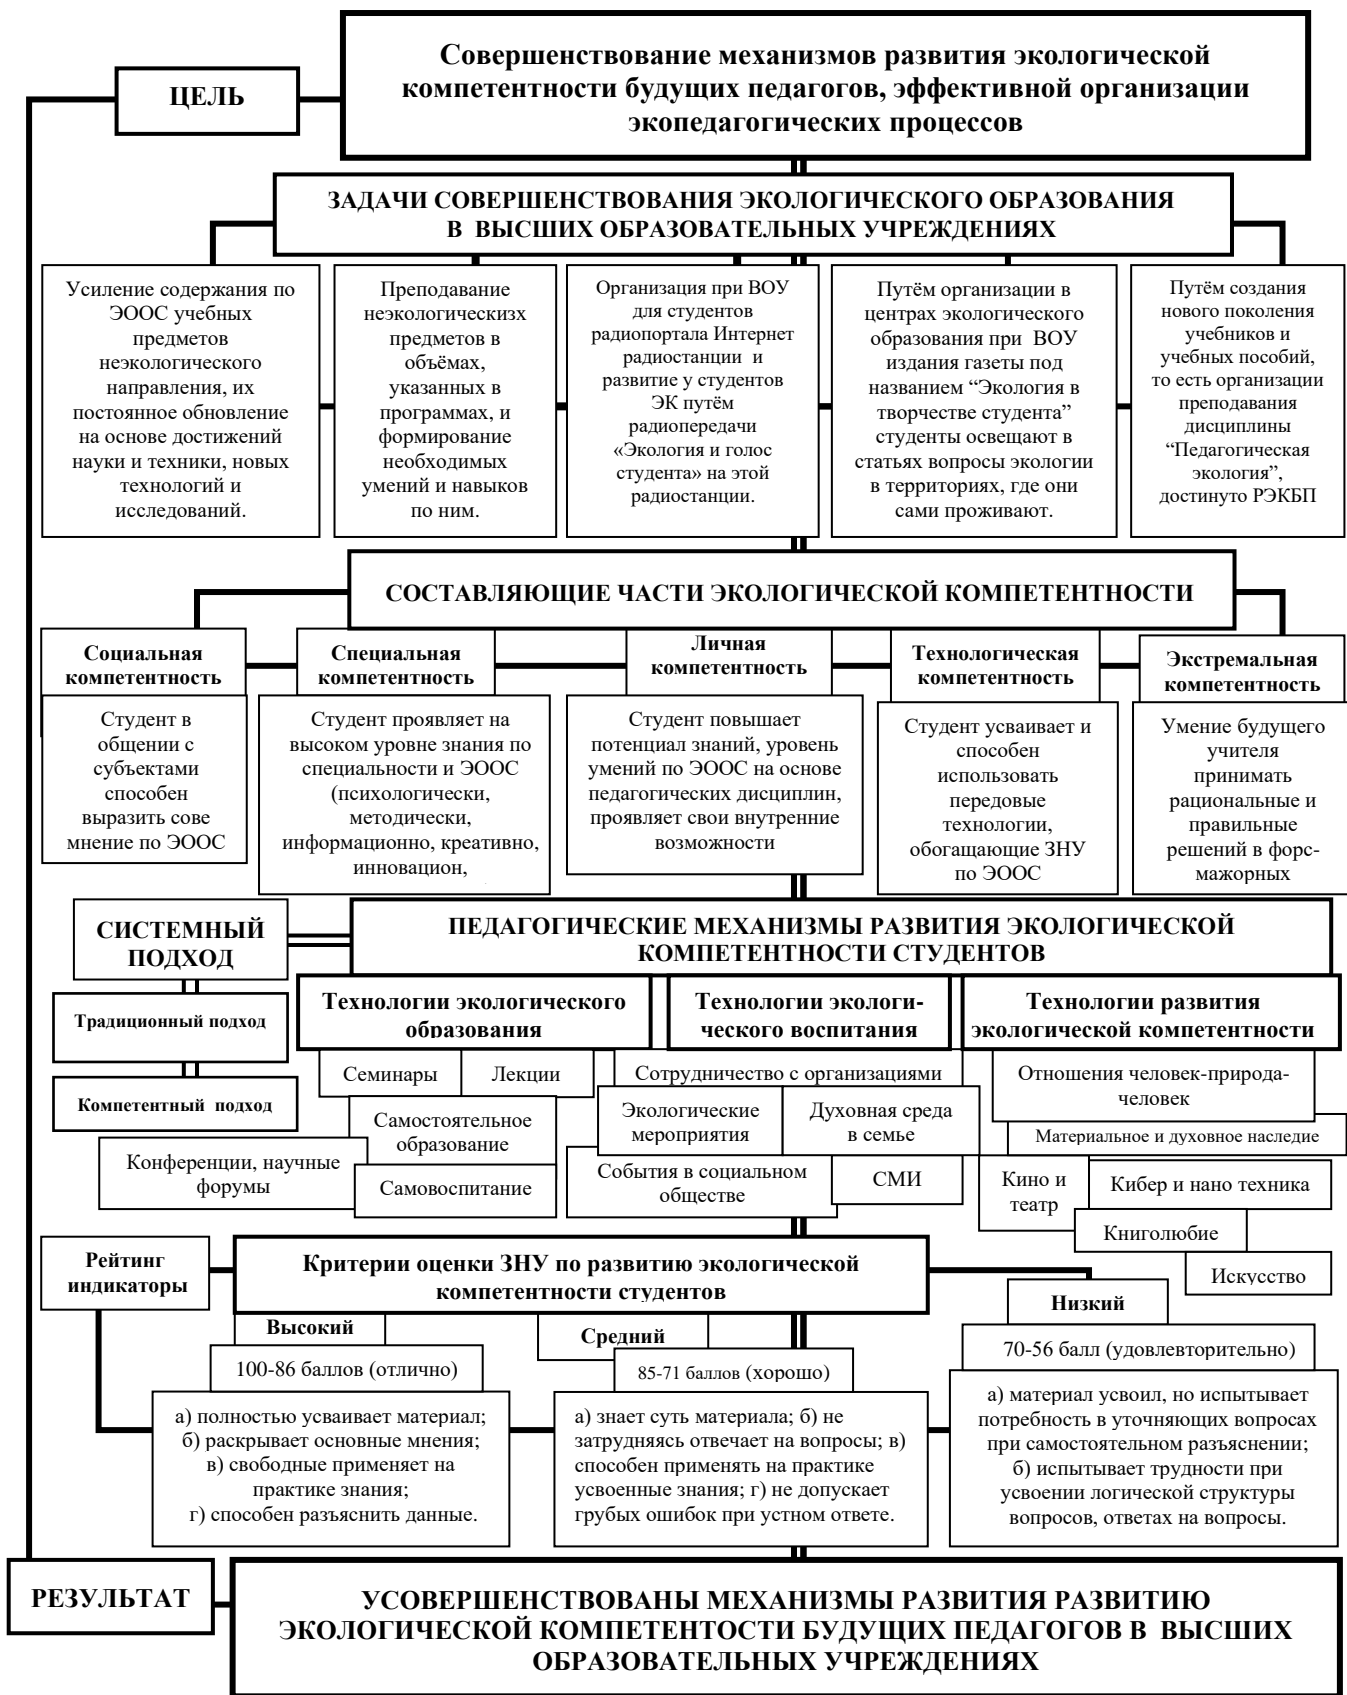 Совершенствование механизмов развития экологической
компетентности будущих педагогов, эффективной организации
экопедагогических процессов
ЦЕЛЬ
ЗАДАЧИ СОВЕРШЕНСТВОВАНИЯ ЭКОЛОГИЧЕСКОГО ОБРАЗОВАНИЯ
В ВЫСШИХ ОБРАЗОВАТЕЛЬНЫХ УЧРЕЖДЕНИЯХ
Усиление содержания по
ЭООС учебных
предметов
неэкологического
направления, их
постоянное обновление
на основе достижений
науки и техники, новых
технологий и
исследований.
Преподавание
неэкологическизх
предметов в
объёмах,
указанных в
программах, и
формирование
необходимых
умений и навыков
по ним.
Организация при ВОУ
для студентов
радиопортала Интернет
радиостанции и
развитие у студентов
ЭК путём
радиопередачи
«Экология и голос
студента» на этой
радиостанции.
Путём организации в
центрах экологического
образования при ВОУ
издания газеты под
названием “Экология в
творчестве студента”
студенты освещают в
статьях вопросы экологии
в территориях, где они
сами проживают.
Путём создания
нового поколения
учебников и
учебных пособий,
то есть организации
преподавания
дисциплины
“Педагогическая
экология”,
достинуто РЭКБП
СОСТАВЛЯЮЩИЕ ЧАСТИ ЭКОЛОГИЧЕСКОЙ КОМПЕТЕНТНОСТИ
Социальная
компетентность
Специальная
компетентность
Личная
компетентность
Технологическая
компетентность
Экстремальная
компетентность
Студент в
общении с
субъектами
способен
выразить сове
мнение по ЭООС
Студент проявляет на
высоком уровне знания по
специальности и ЭООС
(психологически,
методически,
информационно, креативно,
инновацион,
Студент повышает
потенциал знаний, уровень
умений по ЭООС на основе
педагогических дисциплин,
проявляет свои внутренние
возможности
Студент усваивает и
способен
использовать
передовые
технологии,
обогащающие ЗНУ
по ЭООС
Умение будущего
учителя
принимать
рациональные и
правильные
решений в форс-
мажорных
СИСТЕМНЫЙ
ПОДХОД
ПЕДАГОГИЧЕСКИЕ МЕХАНИЗМЫ РАЗВИТИЯ ЭКОЛОГИЧЕСКОЙ
КОМПЕТЕНТНОСТИ СТУДЕНТОВ
Традиционный подход
Компетентный подход
Технологии экологического
образования
Технологии экологи-
ческого воспитания
Технологии развития
экологической компетентности
Семинары
Лекции
Самостоятельное
образование
Конференции, научные
форумы
Самовоспитание
Сотрудничество с организациями
Экологические
мероприятия
Духовная среда
в семье
События в социальном
обществе
СМИ
Отношения человек-природа-
человек
Материальное и духовное наследие
Кино и
театр
Кибер и нано техника
Книголюбие
Искусство
Рейтинг
индикаторы
Критерии оценки ЗНУ по развитию экологической
компетентности студентов
Высокий
Средний
Низкий
100-86 баллов (отлично)
85-71 баллов (хорошо)
70-56 балл (удовлевторительно)
а) полностью усваивает материал;
б) раскрывает основные мнения;
в) свободные применяет на
практике знания;
г) способен разъяснить данные.
а) знает суть материала; б) не
затрудняясь отвечает на вопросы; в)
способен применять на практике
усвоенные знания; г) не допускает
грубых ошибок при устном ответе.
а) материал усвоил, но испытывает
потребность в уточняющих вопросах
при самостоятельном разъяснении;
б) испытывает трудности при
усвоении логической структуры
вопросов, ответах на вопросы.
РЕЗУЛЬТАТ
УСОВЕРШЕНСТВОВАНЫ МЕХАНИЗМЫ РАЗВИТИЯ РАЗВИТИЮ
ЭКОЛОГИЧЕСКОЙ КОМПЕТЕНТОСТИ БУДУЩИХ ПЕДАГОГОВ В ВЫСШИХ
ОБРАЗОВАТЕЛЬНЫХ УЧРЕЖДЕНИЯХ